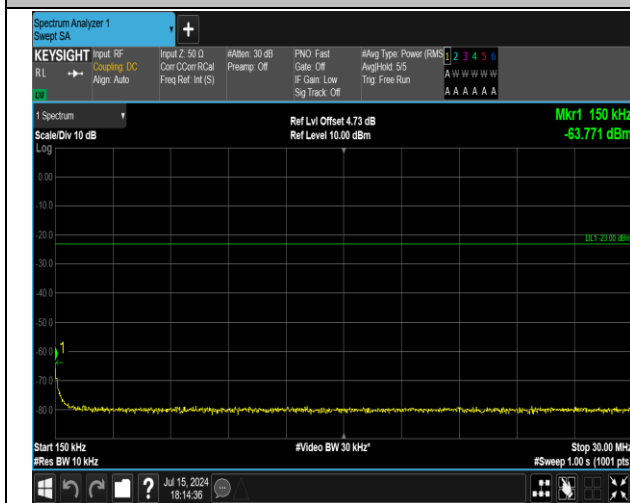 Spectrum Analyzer 1
Swept SA
+
KEYSIGHT
RL
Input: RF
Coupling: DC
Align: Auto
Input Z: 50 Ω
Corr CCorr RCal
Freq Ref: Int (S)
#Atten: 30 dB
Preamp: Off
PNO: Fast
Gate: Off
IF Gain: Low
Sig Track: Off
#Avg Type: Power (RMS
Avg|Hold: 5/5
Trig: Free Run
1 2 3 4 5 6
A W W W W W
A A A A A A
1 Spectrum
Scale/Div 10 dB
Ref Lvl Offset 4.73 dB
Ref Level 10.00 dBm
Mkr1 150 kHz
-63.771 dBm
Log
0.00
-10.0
-20.0
DL1 -23.00 dBm
-30.0
-40.0
-50.0
-60.0
1
-70.0
-80.0
Start 150 kHz
#Video BW 30 kHz*
Stop 30.00 MHz
#Res BW 10 kHz
#Sweep 1.00 s (1001 pts
?
Jul 15, 2024
18:14:36